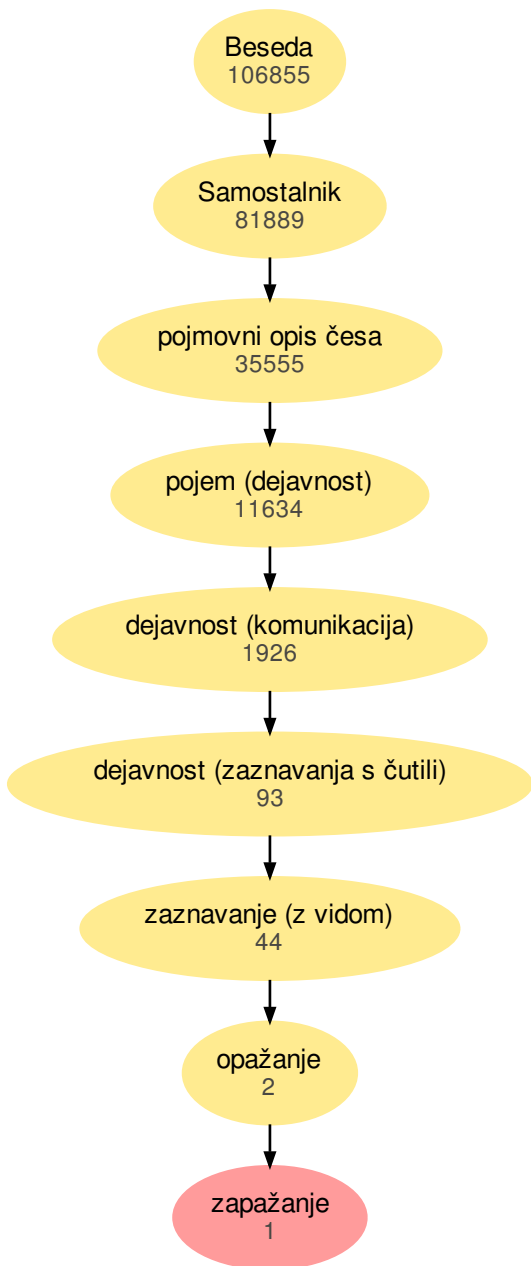 Beseda
106855
Samostalnik
81889
pojmovni opis česa
35555
pojem (dejavnost)
11634
dejavnost (komunikacija)
1926
dejavnost (zaznavanja s čutili)
93
zaznavanje (z vidom)
44
opažanje
2
zapažanje
1